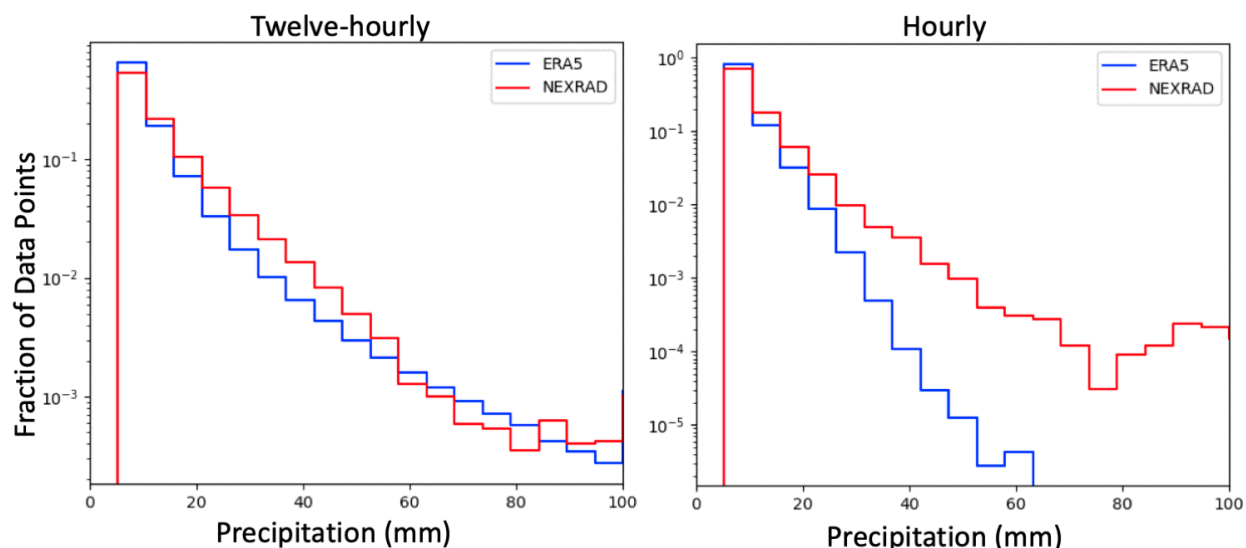 Twelve-hourly
ERA5
NEXRAD
Fraction of Data Points
10⁻¹
10⁻²
10⁻³
0 20 40 60 80 100
Precipitation (mm)
Hourly
ERA5
NEXRAD
10⁰
10⁻¹
10⁻²
10⁻³
10⁻⁴
10⁻⁵
0 20 40 60 80 100
Precipitation (mm)